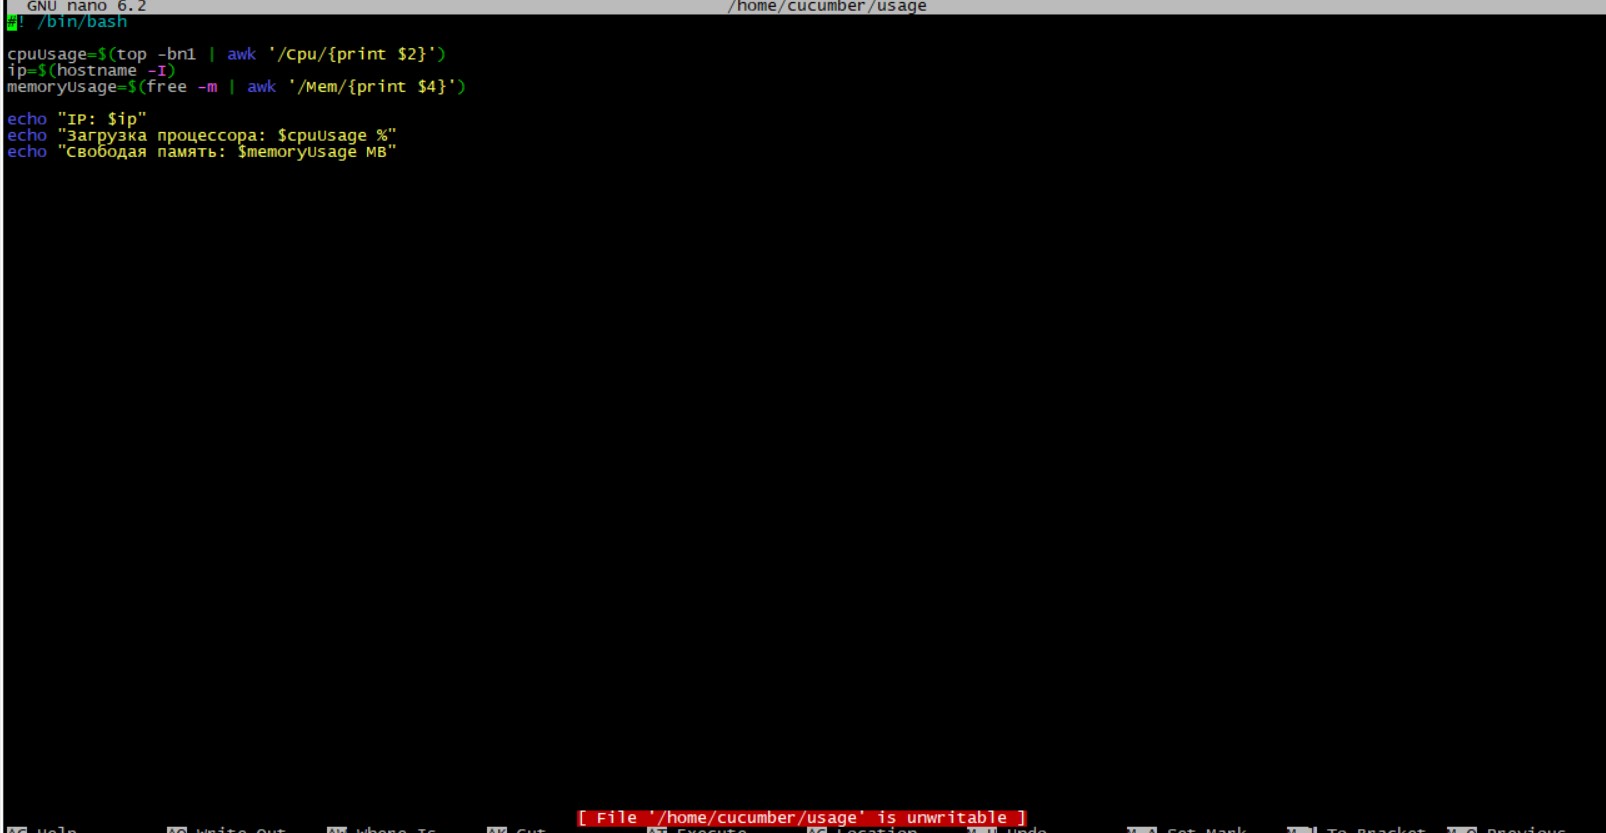 GNU nano 6.2 /home/cucumber/usage
#! /bin/bash
cpuUsage=$(top -bn1 | awk '/Cpu/{print $2}')
ip=$(hostname -I)
memoryUsage=$(free -m | awk '/Mem/{print $4}')
echo "IP: $ip"
echo "Загрузка процессора: $cpuUsage %"
echo "Свободая память: $memoryUsage MB"
[ File '/home/cucumber/usage' is unwritable ]
^G Help ^O Write Out ^W Where Is ^K Cut ^T Execute ^C Location M-U Undo M-A Set Mark M-] To Bracket M-Q Previous